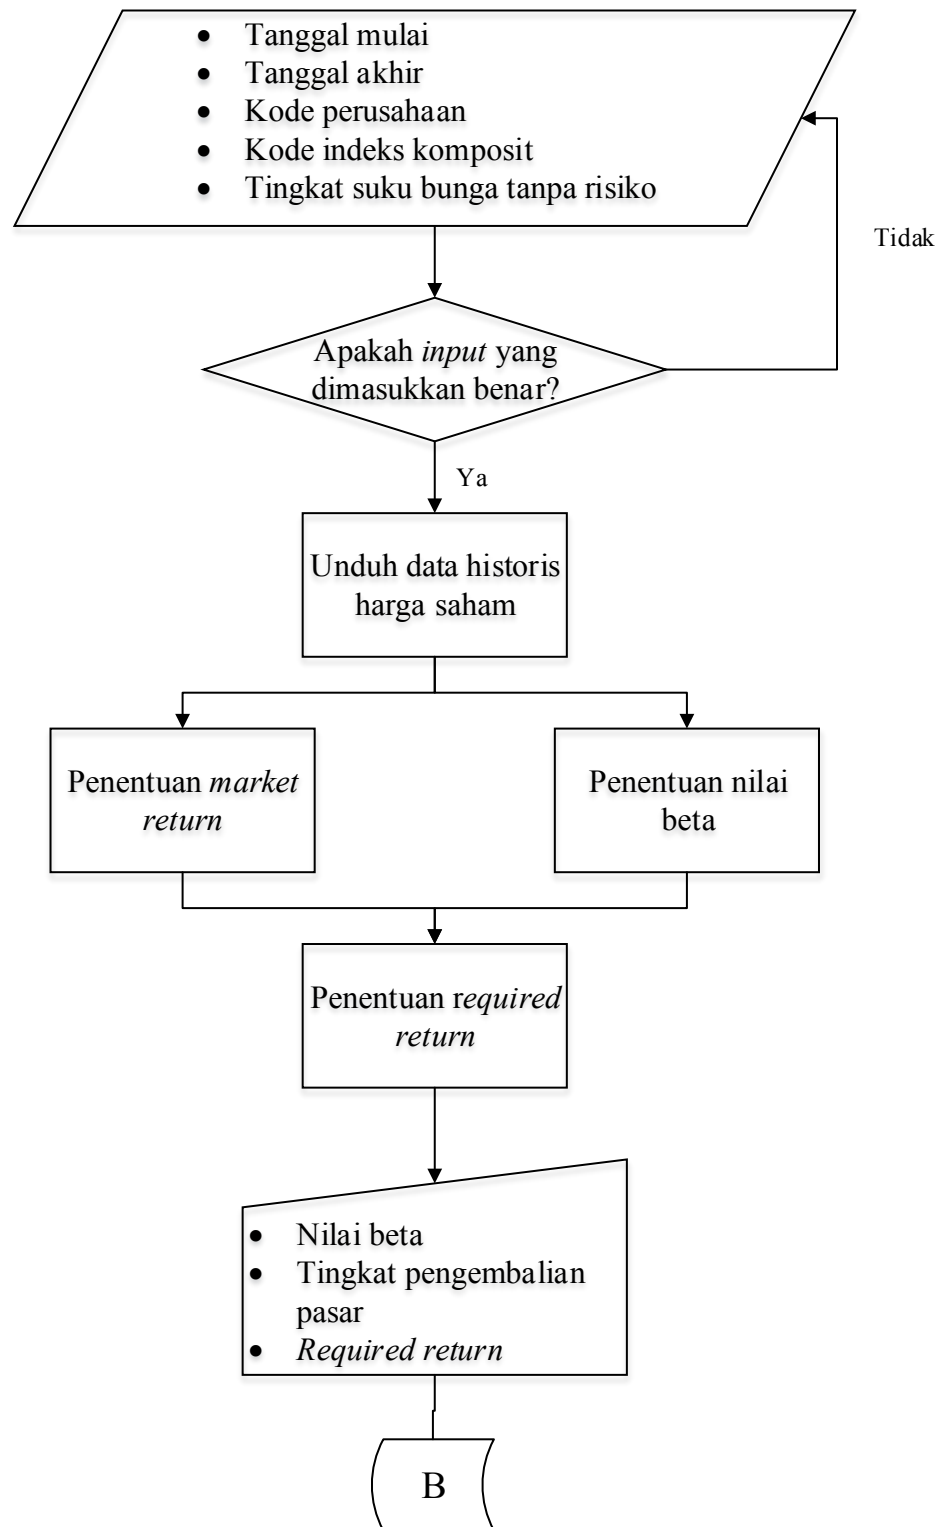 • Tanggal mulai
• Tanggal akhir
• Kode perusahaan
• Kode indeks komposit
• Tingkat suku bunga tanpa risiko
Tidak
Apakah input yang
dimasukkan benar?
Ya
Unduh data historis
harga saham
Penentuan market
return
Penentuan nilai
beta
Penentuan required
return
• Nilai beta
• Tingkat pengembalian
pasar
• Required return
B